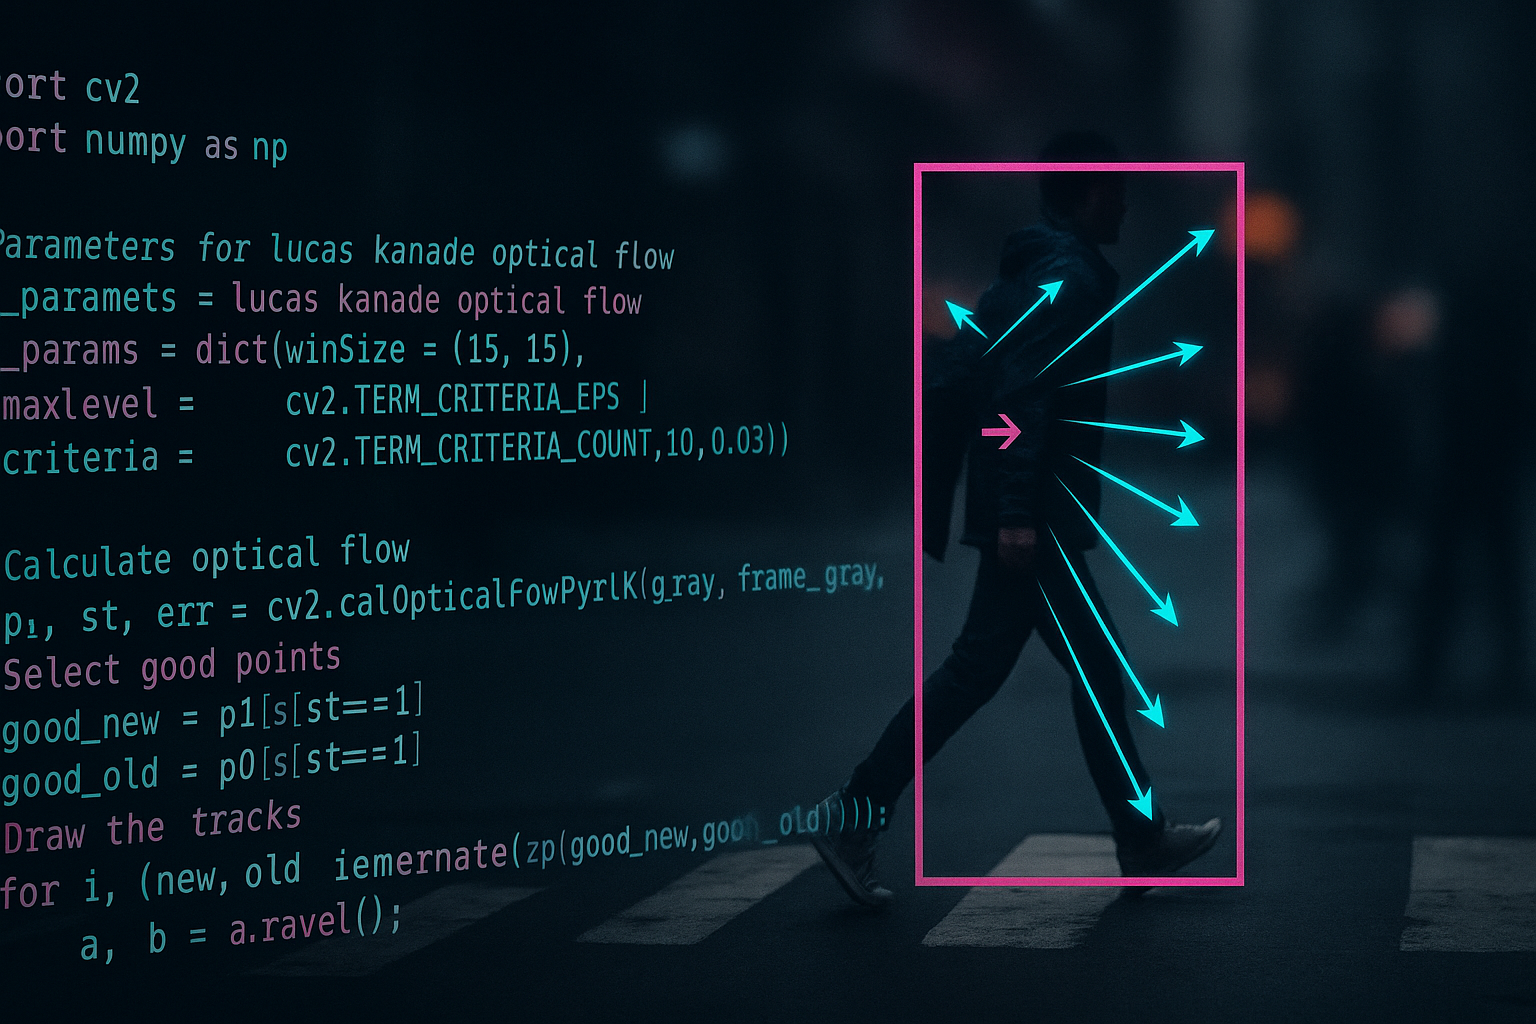 ort cv2
port numpy as np
Parameters for lucas kanade optical flow
_paramets = lucas kanade optical flow
_params = dict(winSize = (15, 15),
maxlevel = cv2.TERM_CRITERIA_EPS |
criteria = cv2.TERM_CRITERIA_COUNT,10,0.03))
Calculate optical flow
p1, st, err = cv2.calOpticalFowPyrlK(g_ray, frame_gray,
Select good points
good_new = p1[s[st===1]
good_old = p0[s[st===1]
Draw the tracks
for i, (new, old iemernate(zp(good_new,good_old)))):
a, b = a.ravel();